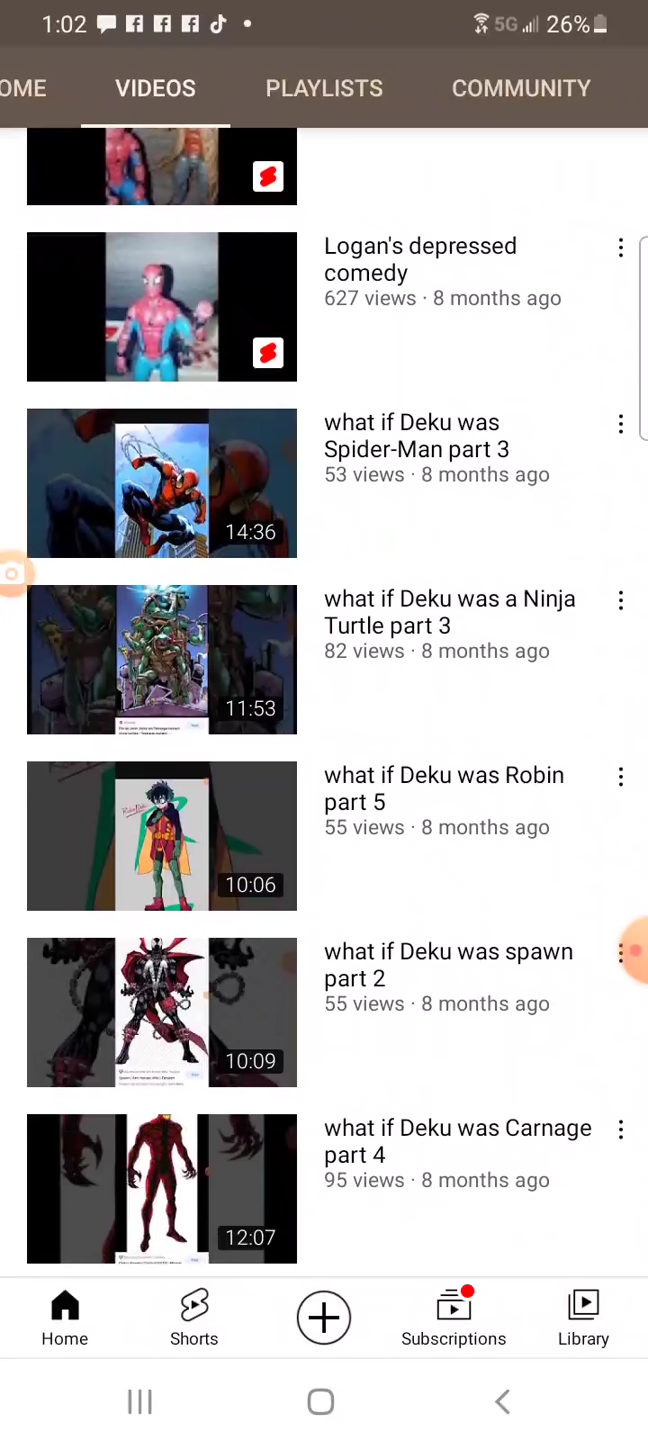 1:02
5G
26%
OME
VIDEOS
PLAYLISTS
COMMUNITY
Logan's depressed
comedy
627 views · 8 months ago
what if Deku was
Spider-Man part 3
53 views · 8 months ago
14:36
what if Deku was a Ninja
Turtle part 3
82 views · 8 months ago
11:53
what if Deku was Robin
part 5
55 views · 8 months ago
10:06
what if Deku was spawn
part 2
55 views · 8 months ago
10:09
what if Deku was Carnage
part 4
95 views · 8 months ago
12:07
Home
Shorts
Subscriptions
Library